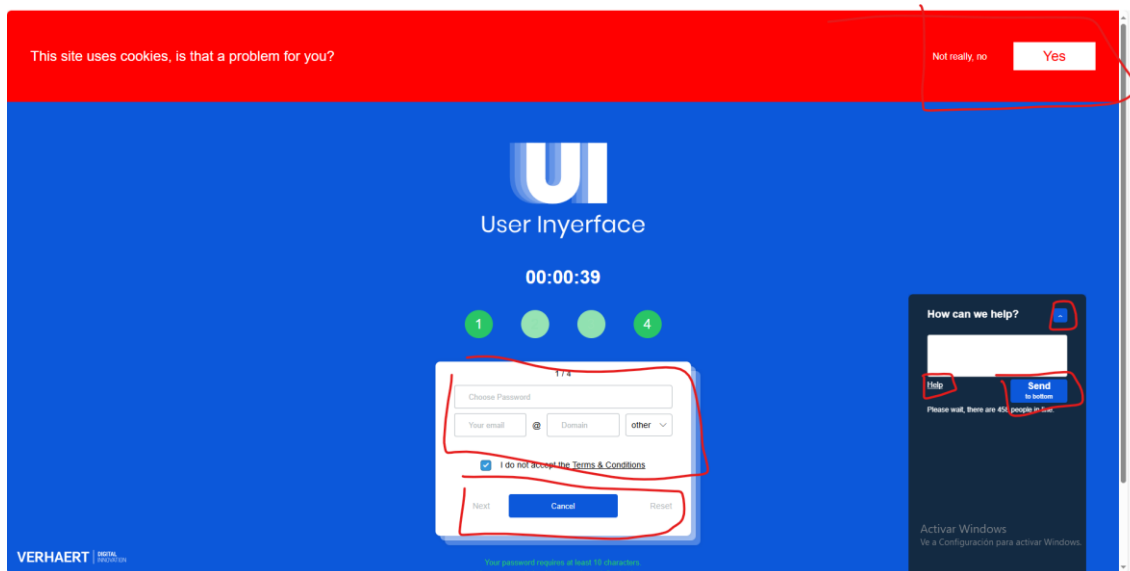 This site uses cookies, is that a problem for you?
Not really, no
Yes
UI
User Inyerface
00:00:39
1
4
1 / 4
Choose Password
Your email
@
Domain
other
I do not accept the Terms & Conditions
Next
Cancel
Reset
Your password requires at least 10 characters.
How can we help?
Help
Send
to bottom
Please wait, there are 458 people in line.
Activar Windows
Ve a Configuración para activar Windows.
VERHAERT
DIGITAL
INNOVATION